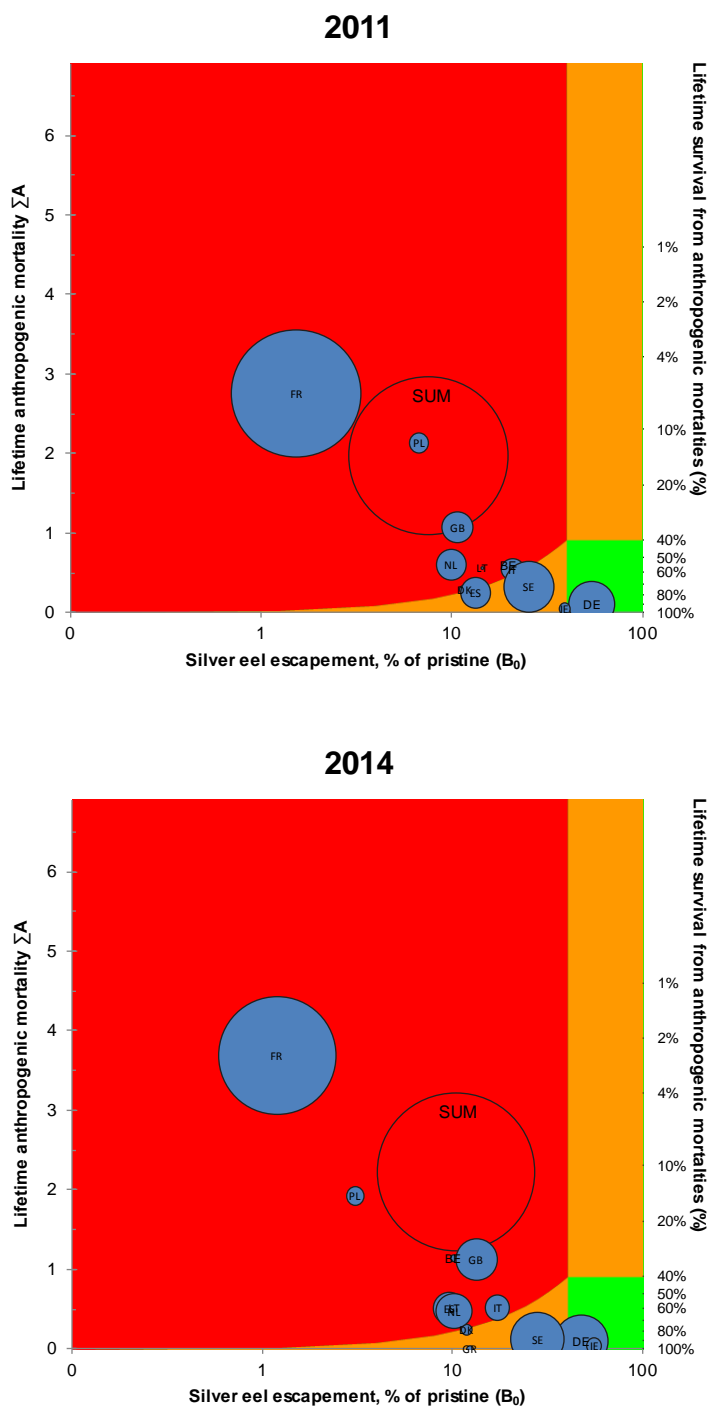 2011
Lifetime anthropogenic mortality ∑A
6
5
4
3
2
1
0
FR
SUM
PL
GB
NL
BE
DK
ES
SE
IE
DE
0
1
10
100
Silver eel escapement, % of pristine (B₀)
1%
2%
4%
10%
20%
40%
50%
60%
80%
100%
Lifetime survival from anthropogenic mortalties (%)
2014
Lifetime anthropogenic mortality ∑A
6
5
4
3
2
1
0
FR
SUM
PL
BE
GB
NL
IT
DK
SE
DE
IE
0
1
10
100
Silver eel escapement, % of pristine (B₀)
1%
2%
4%
10%
20%
40%
50%
60%
80%
100%
Lifetime survival from anthropogenic mortalties (%)